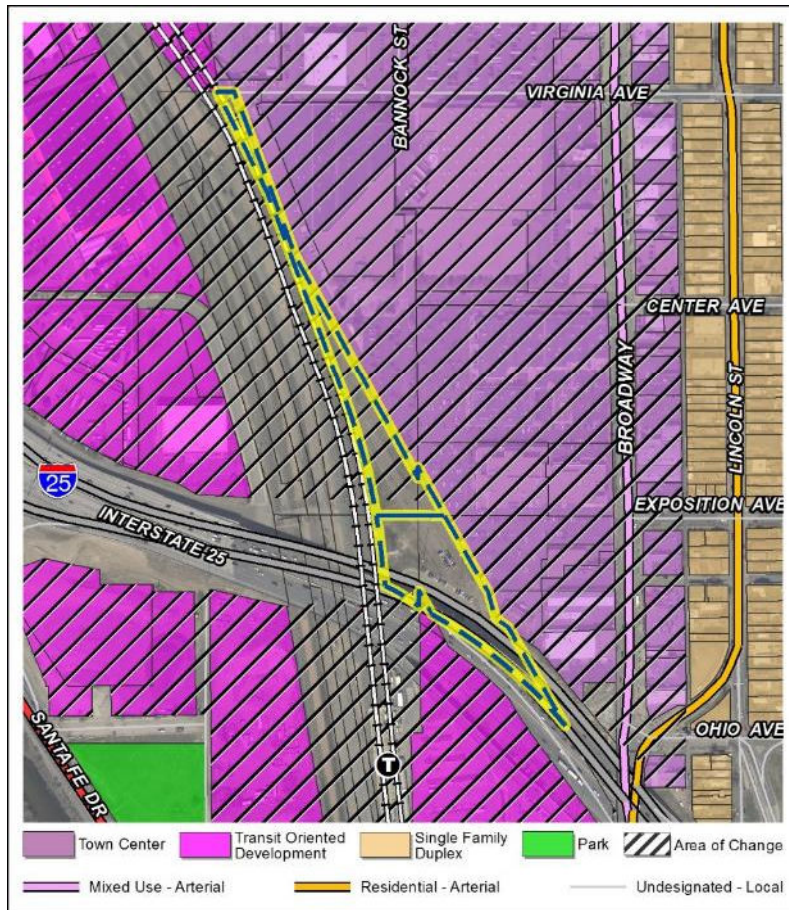 BANNOCK ST
VIRGINIA AVE
CENTER AVE
BROADWAY
LINCOLN ST
25
INTERSTATE 25
EXPOSITION AVE
SANTA FE DR
OHIO AVE
T
Town Center
Transit Oriented
Development
Single Family
Duplex
Park
Area of Change
Mixed Use - Arterial
Residential - Arterial
Undesignated - Local